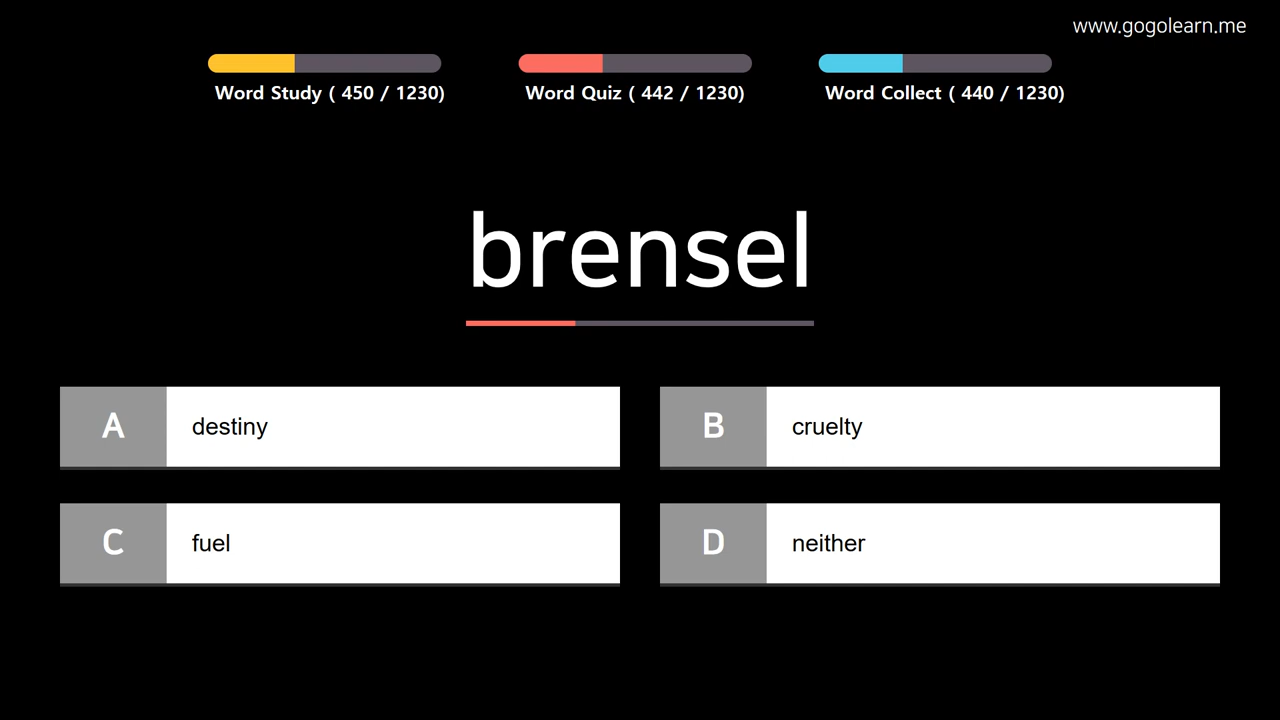 www.gogolearn.me
Word Study ( 450 / 1230)
Word Quiz ( 442 / 1230)
Word Collect ( 440 / 1230)
brensel
A destiny
B cruelty
C fuel
D neither